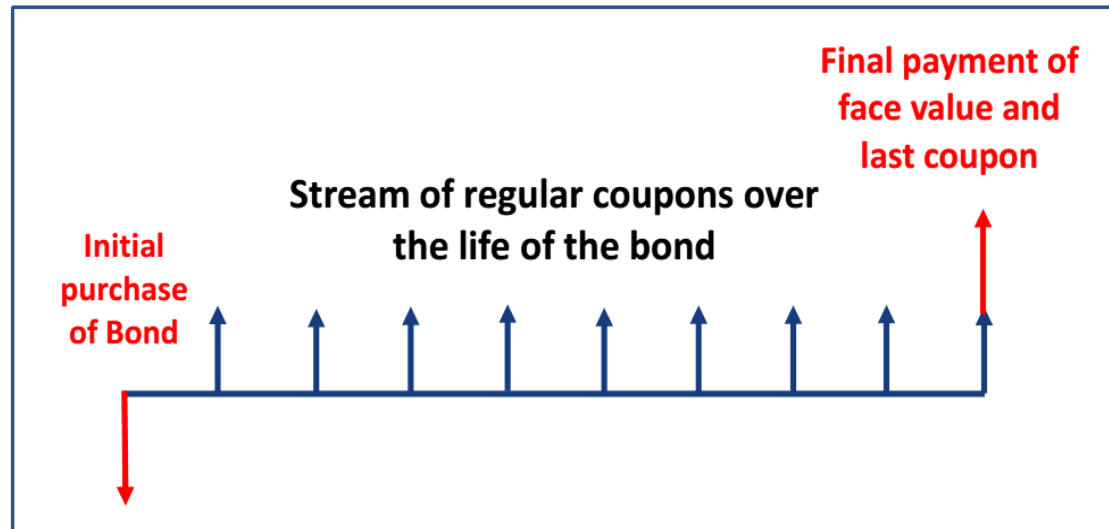 Final payment of
face value and
last coupon
Stream of regular coupons over
the life of the bond
Initial
purchase
of Bond